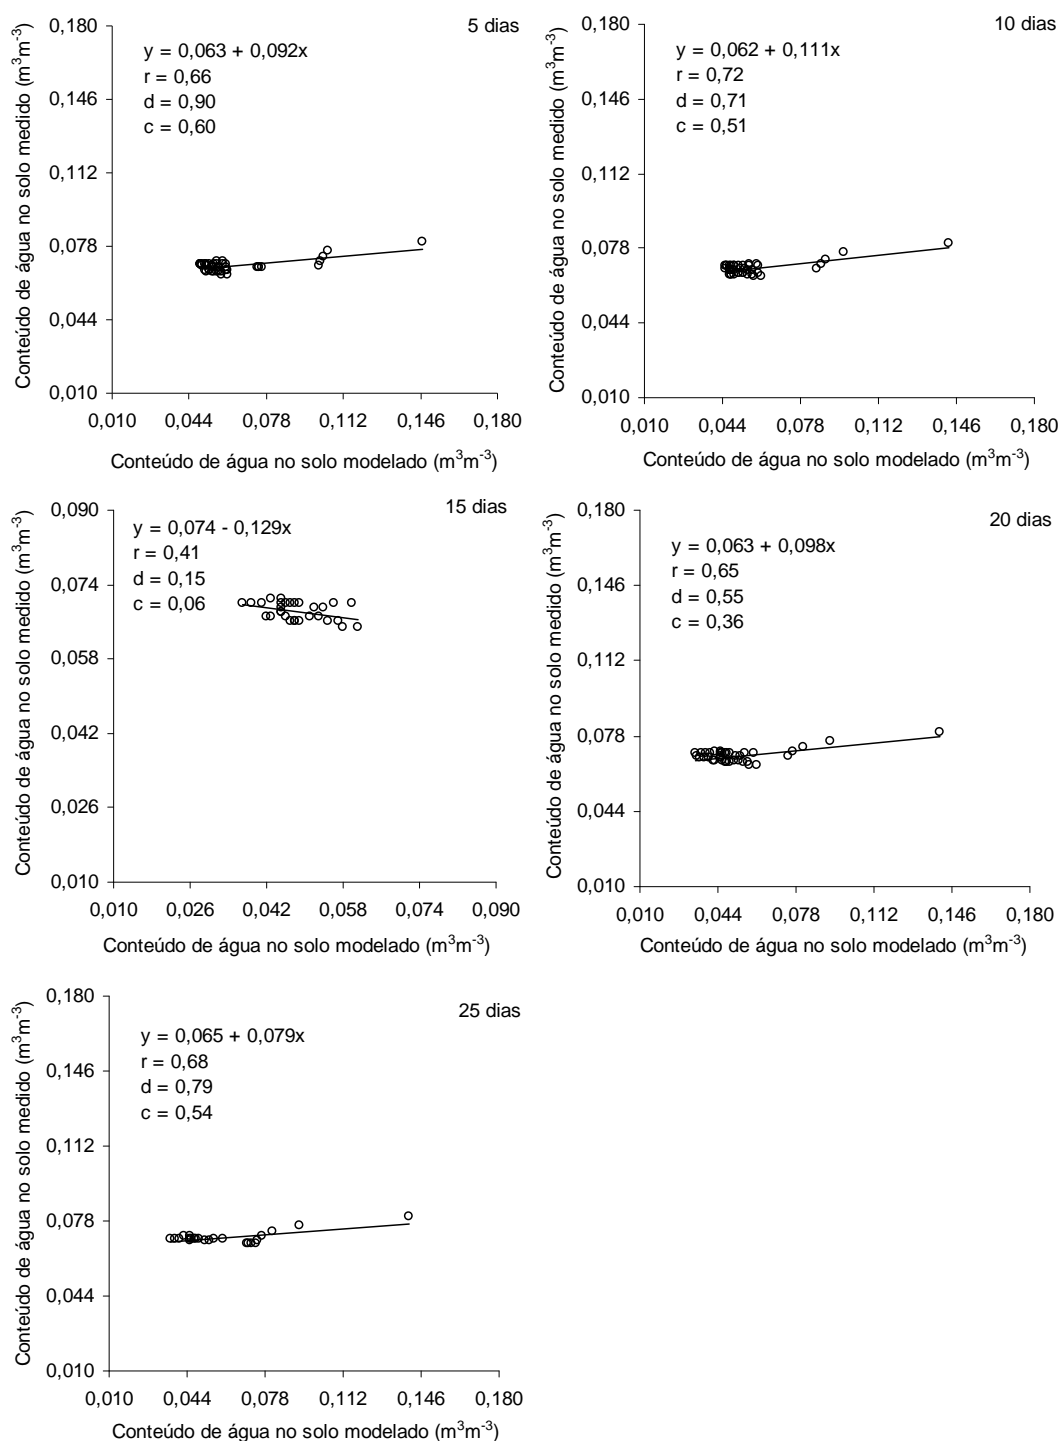 5 dias
y = 0,063 + 0,092x
r = 0,66
d = 0,90
c = 0,60
Conteúdo de água no solo medido (m³m⁻³)
0,180
0,146
0,112
0,078
0,044
0,010
0,010 0,044 0,078 0,112 0,146 0,180
Conteúdo de água no solo modelado (m³m⁻³)
10 dias
y = 0,062 + 0,111x
r = 0,72
d = 0,71
c = 0,51
Conteúdo de água no solo medido (m³m⁻³)
0,180
0,146
0,112
0,078
0,044
0,010
0,010 0,044 0,078 0,112 0,146 0,180
Conteúdo de água no solo modelado (m³m⁻³)
15 dias
y = 0,074 - 0,129x
r = 0,41
d = 0,15
c = 0,06
Conteúdo de água no solo medido (m³m⁻³)
0,090
0,074
0,058
0,042
0,026
0,010
0,010 0,026 0,042 0,058 0,074 0,090
Conteúdo de água no solo modelado (m³m⁻³)
20 dias
y = 0,063 + 0,098x
r = 0,65
d = 0,55
c = 0,36
Conteúdo de água no solo medido (m³m⁻³)
0,180
0,146
0,112
0,078
0,044
0,010
0,010 0,044 0,078 0,112 0,146 0,180
Conteúdo de água no solo modelado (m³m⁻³)
25 dias
y = 0,065 + 0,079x
r = 0,68
d = 0,79
c = 0,54
Conteúdo de água no solo medido (m³m⁻³)
0,180
0,146
0,112
0,078
0,044
0,010
0,010 0,044 0,078 0,112 0,146 0,180
Conteúdo de água no solo modelado (m³m⁻³)